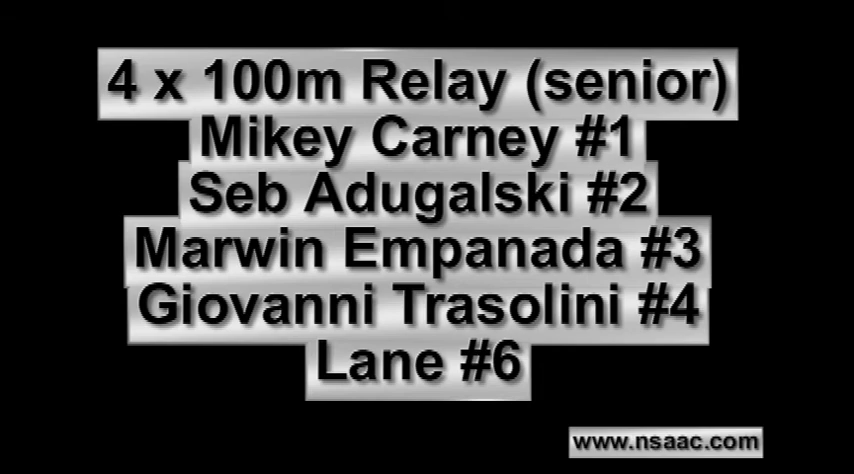 4 x 100m Relay (senior)
Mikey Carney #1
Seb Adugalski #2
Marwin Empanada #3
Giovanni Trasolini #4
Lane #6
www.nsaac.com